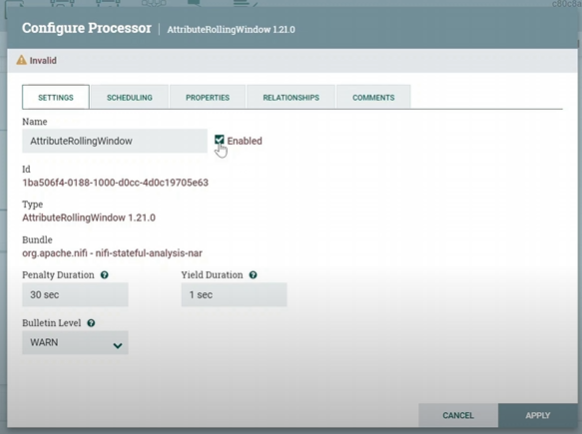 c80c8a
Configure Processor | AttributeRollingWindow 1.21.0
Invalid
SETTINGS SCHEDULING PROPERTIES RELATIONSHIPS COMMENTS
Name
AttributeRollingWindow Enabled
Id
1ba506f4-0188-1000-d0cc-4d0c19705e63
Type
AttributeRollingWindow 1.21.0
Bundle
org.apache.nifi - nifi-stateful-analysis-nar
Penalty Duration ? Yield Duration ?
30 sec 1 sec
Bulletin Level ?
WARN
CANCEL APPLY